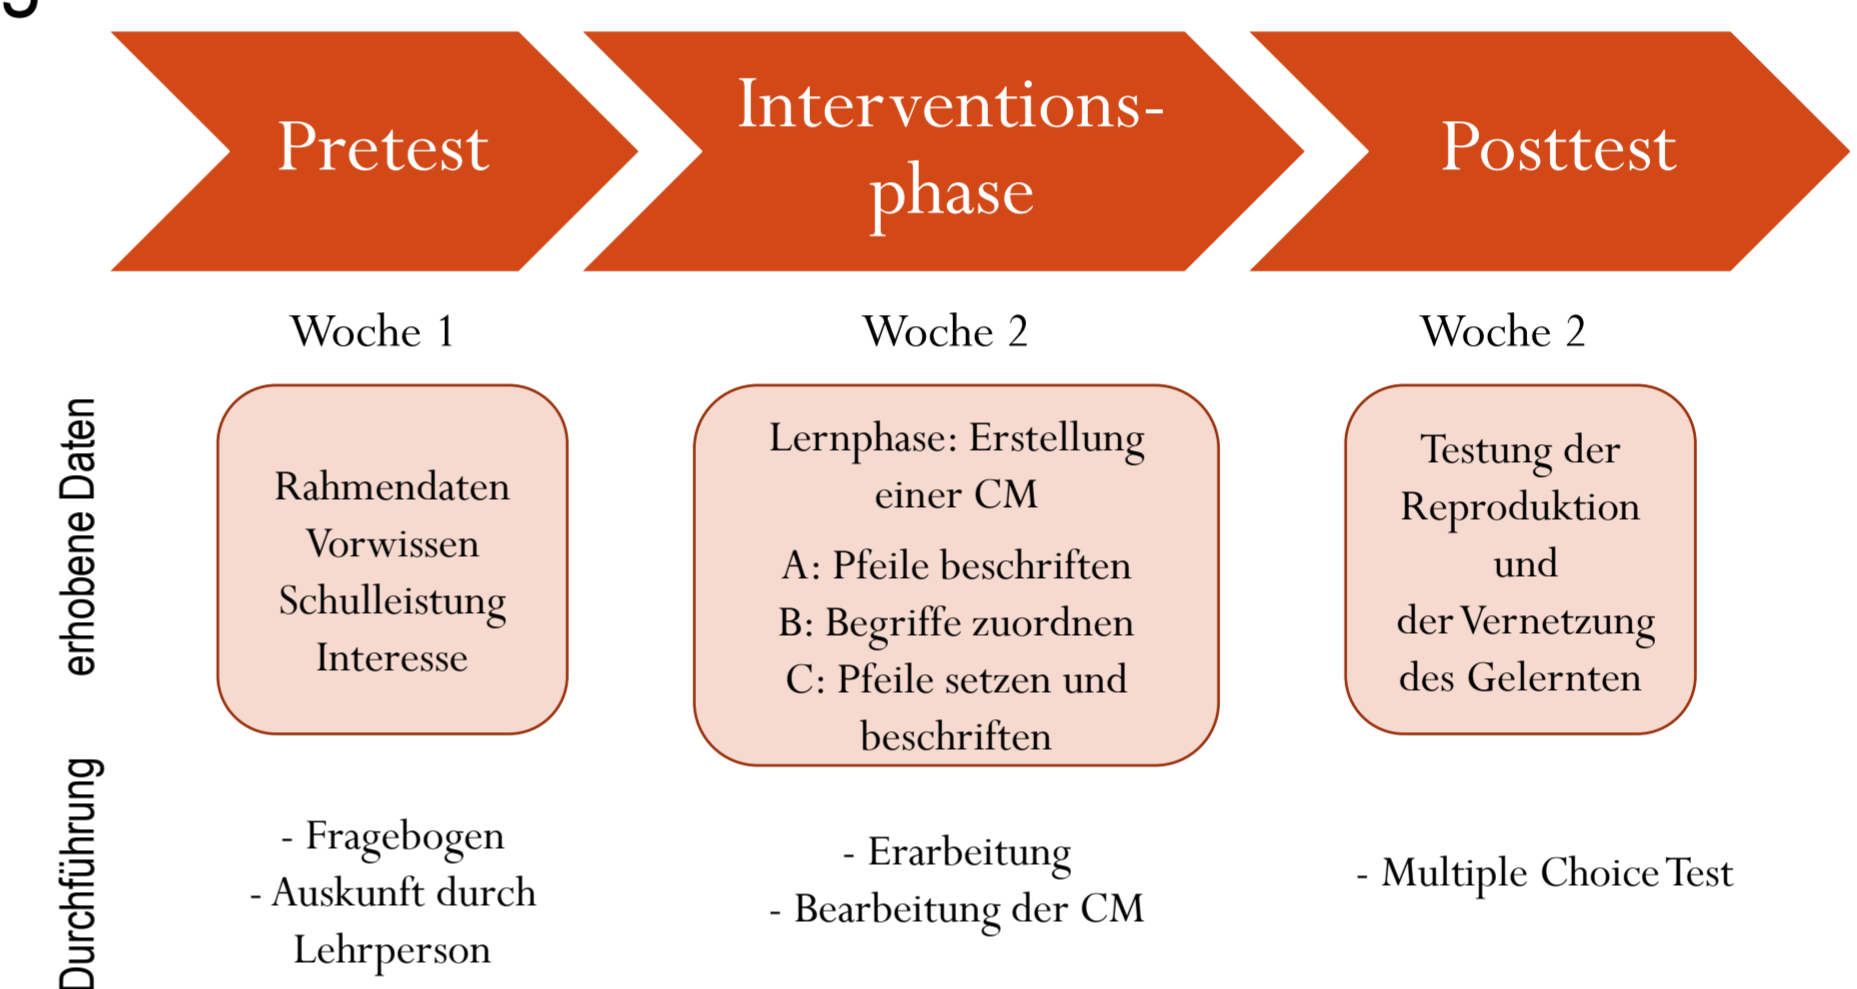 Pretest
Interventions-
phase
Posttest
Woche 1
Woche 2
Woche 2
erhobene Daten
Rahmendaten
Vorwissen
Schulleistung
Interesse
Lernphase: Erstellung
einer CM
A: Pfeile beschriften
B: Begriffe zuordnen
C: Pfeile setzen und
beschriften
Testung der
Reproduktion
und
der Vernetzung
des Gelernten
Durchführung
- Fragebogen
- Auskunft durch
Lehrperson
- Erarbeitung
- Bearbeitung der CM
- Multiple Choice Test